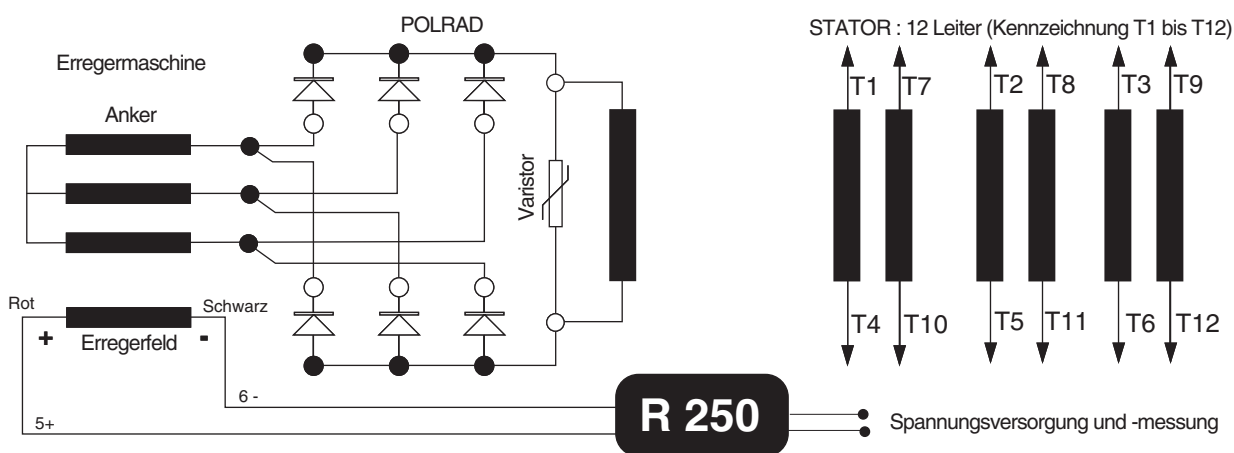 POLRAD
STATOR : 12 Leiter (Kennzeichnung T1 bis T12)
Erregermaschine
Anker
Varistor
T1 T7 T2 T8 T3 T9
T4 T10 T5 T11 T6 T12
Rot
Schwarz
+ -
Erregerfeld
6 -
5+
R 250
Spannungsversorgung und -messung